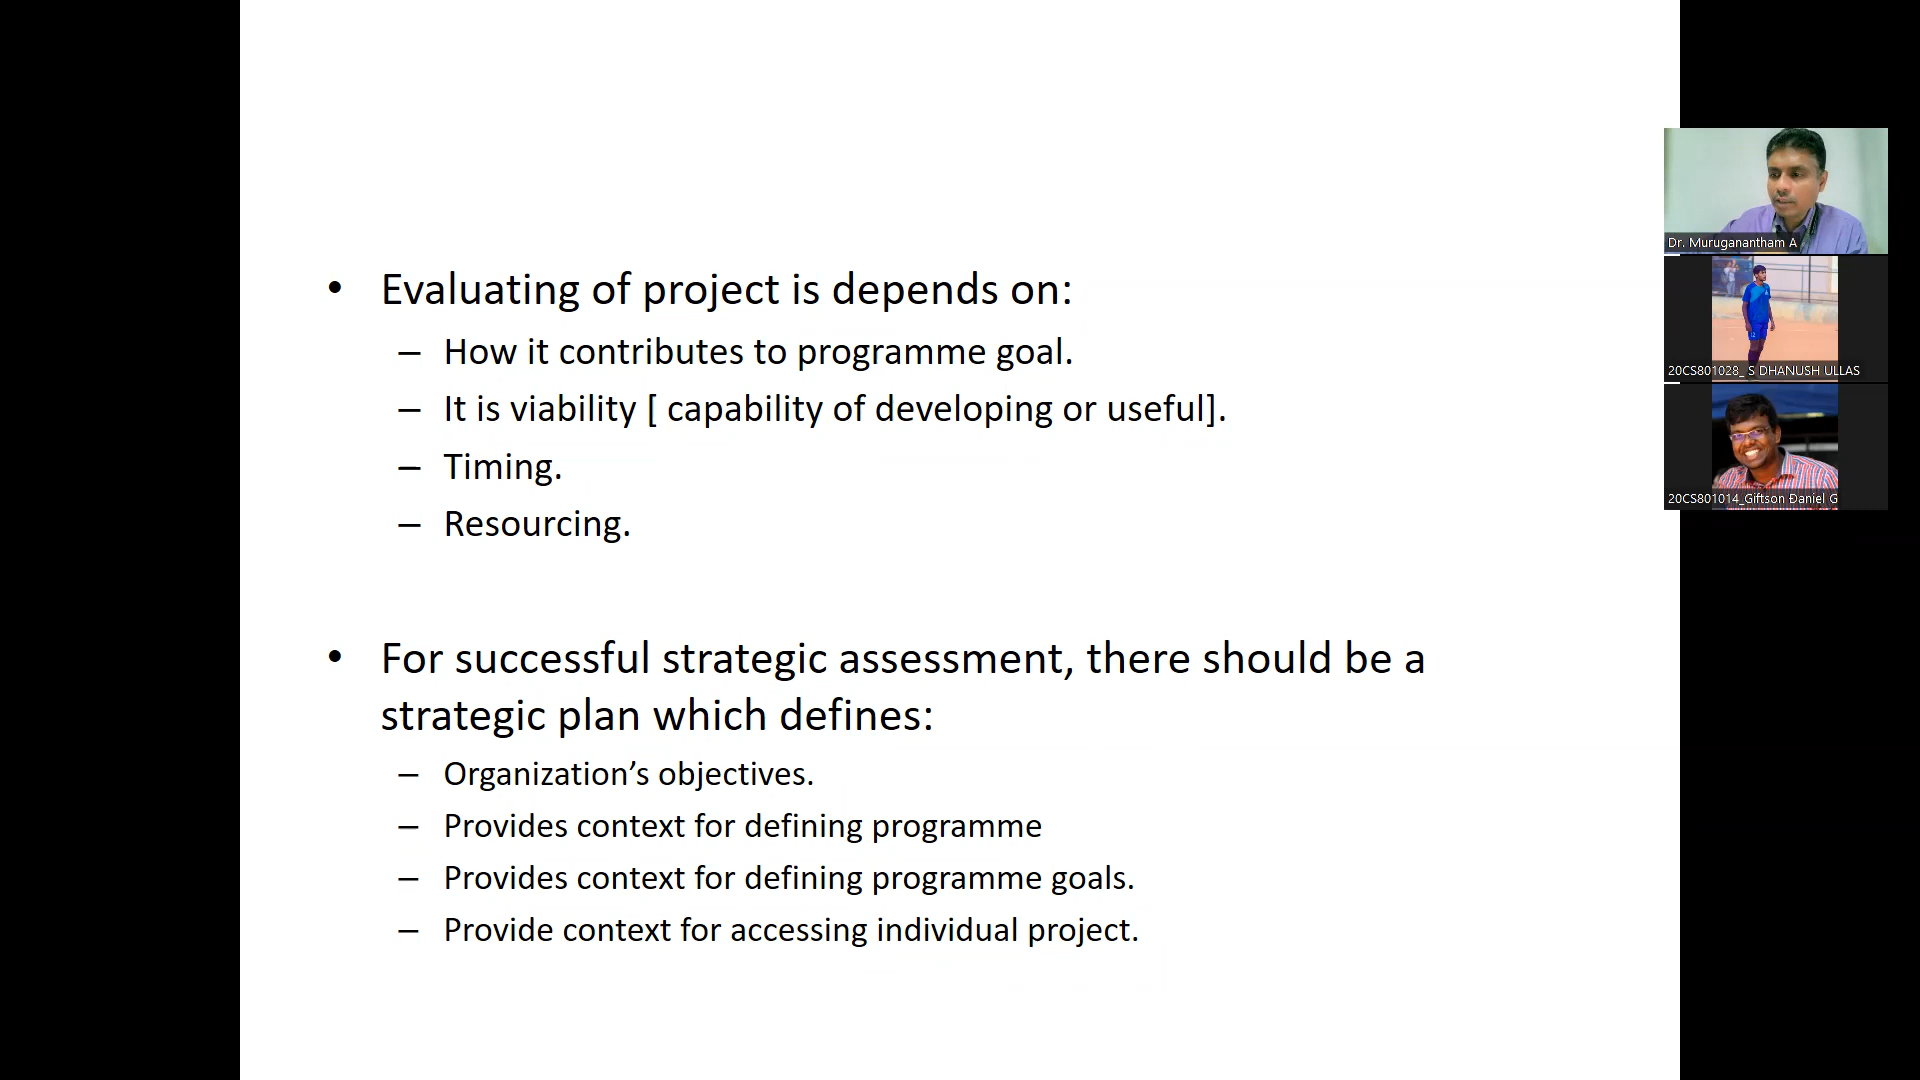 • Evaluating of project is depends on:
– How it contributes to programme goal.
– It is viability [ capability of developing or useful].
– Timing.
– Resourcing.
• For successful strategic assessment, there should be a
strategic plan which defines:
– Organization’s objectives.
– Provides context for defining programme
– Provides context for defining programme goals.
– Provide context for accessing individual project.
Dr. Muruganantham A
20CS801028_ S DHANUSH ULLAS
20CS801014_Giftson Đaniel G